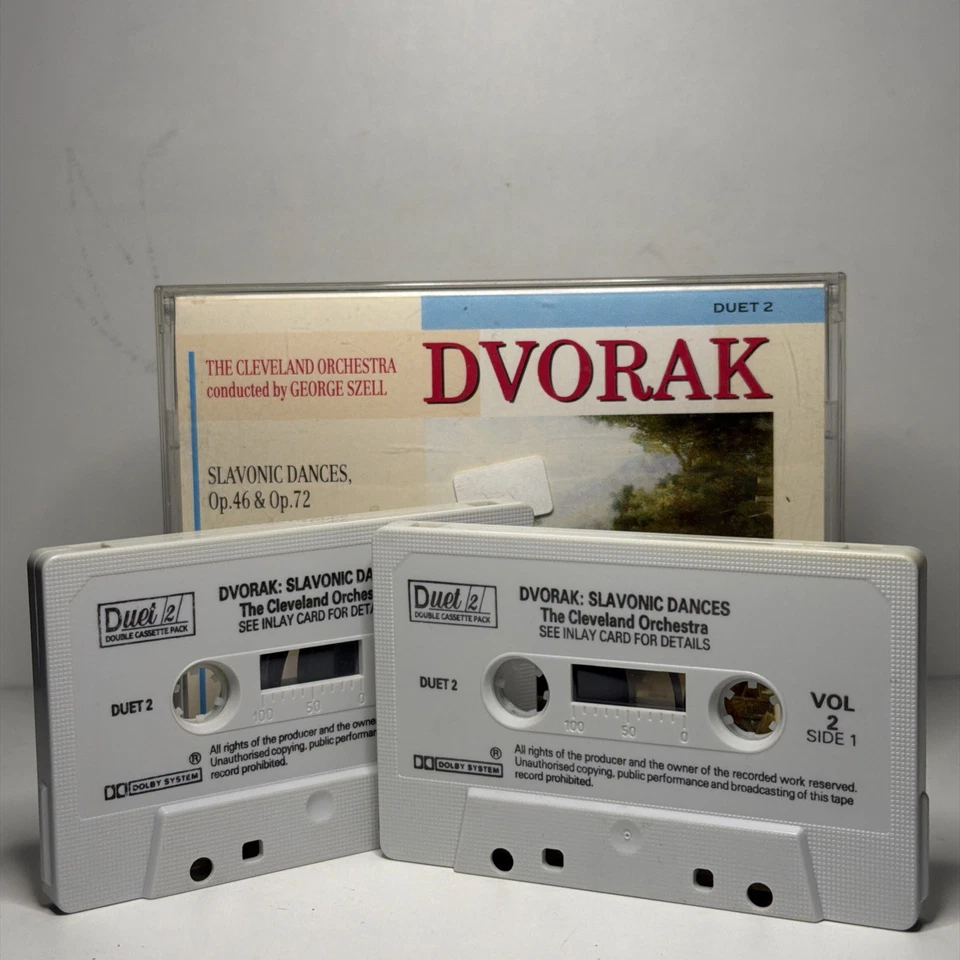 DUET 2
DVORAK
THE CLEVELAND ORCHESTRA
conducted by GEORGE SZELL
SLAVONIC DANCES,
Op.46 & Op.72
Duet 2
DOUBLE CASSETTE PACK
DVORAK: SLAVONIC DA
The Cleveland Orches
SEE INLAY CARD FOR DETA
DUET 2
100 50 0
DOLBY SYSTEM
® All rights of the producer and the owner
Unauthorised copying, public performan
record prohibited.
Duet 2
DOUBLE CASSETTE PACK
DVORAK: SLAVONIC DANCES
The Cleveland Orchestra
SEE INLAY CARD FOR DETAILS
DUET 2
100 50 0
VOL
2
SIDE 1
DOLBY SYSTEM
® All rights of the producer and the owner of the recorded work reserved.
Unauthorised copying, public performance and broadcasting of this tape
record prohibited.